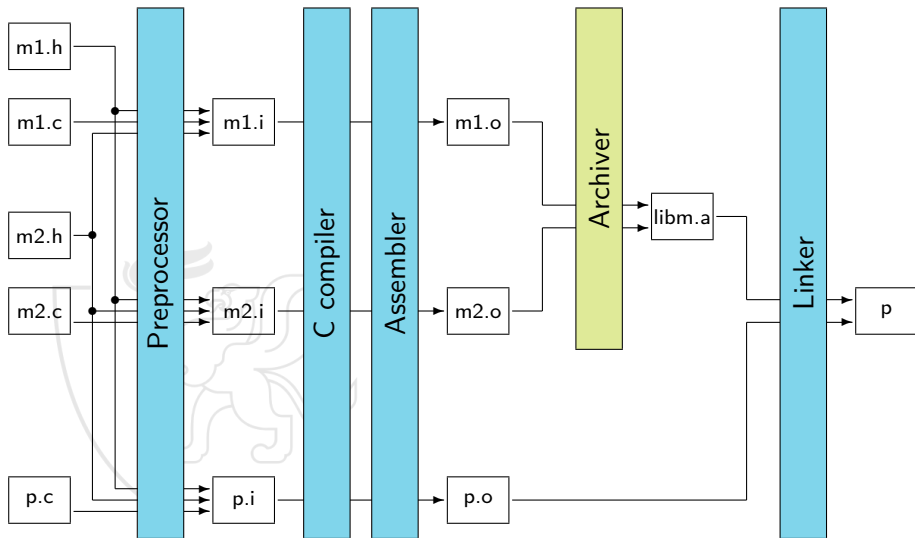 m1.h
m1.c
m2.h
m2.c
p.c
Preprocessor
m1.i
m2.i
p.i
C compiler
Assembler
m1.o
m2.o
p.o
Archiver
libm.a
Linker
p